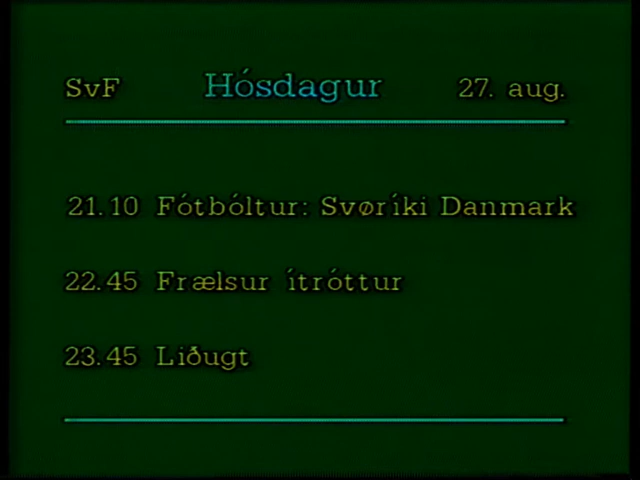 SvF Hósdagur 27. aug.
21.10 Fótbóltur: Svøríki Danmark
22.45 Frælsur ítróttur
23.45 Liðugt